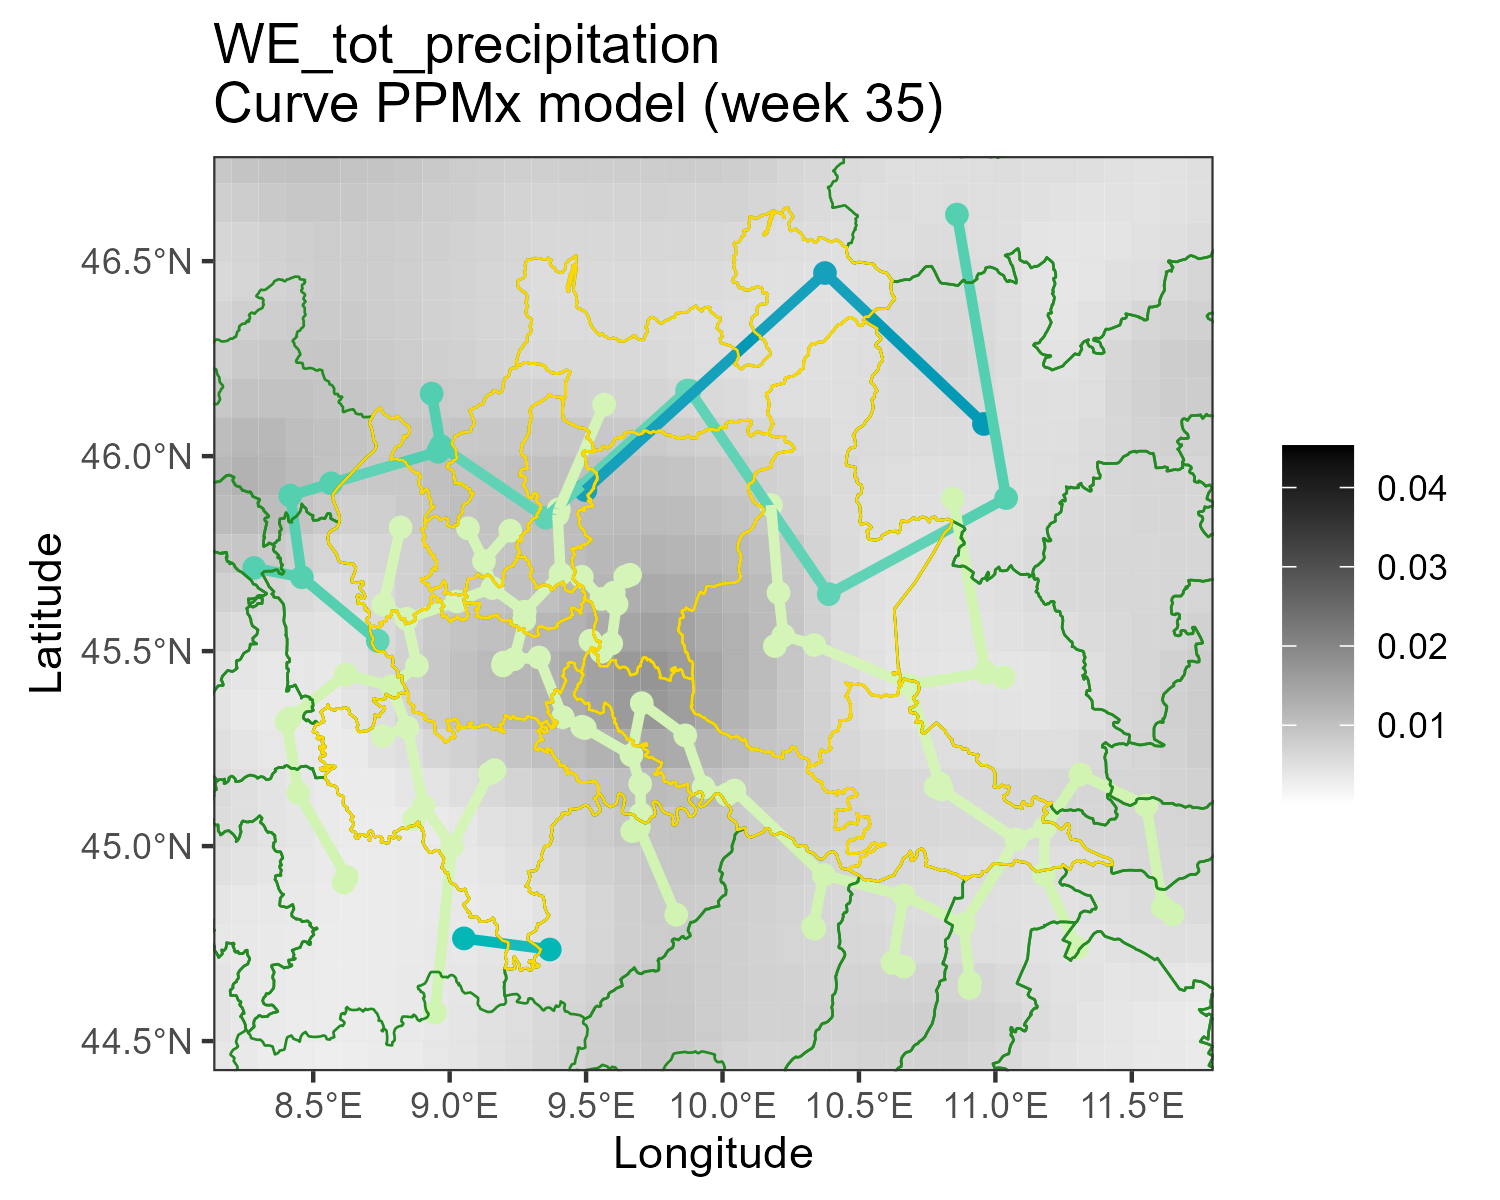 WE_tot_precipitation
Curve PPMx model (week 35)
46.5°N
46.0°N
45.5°N
45.0°N
44.5°N
Latitude
8.5°E 9.0°E 9.5°E 10.0°E 10.5°E 11.0°E 11.5°E
Longitude
0.04
0.03
0.02
0.01